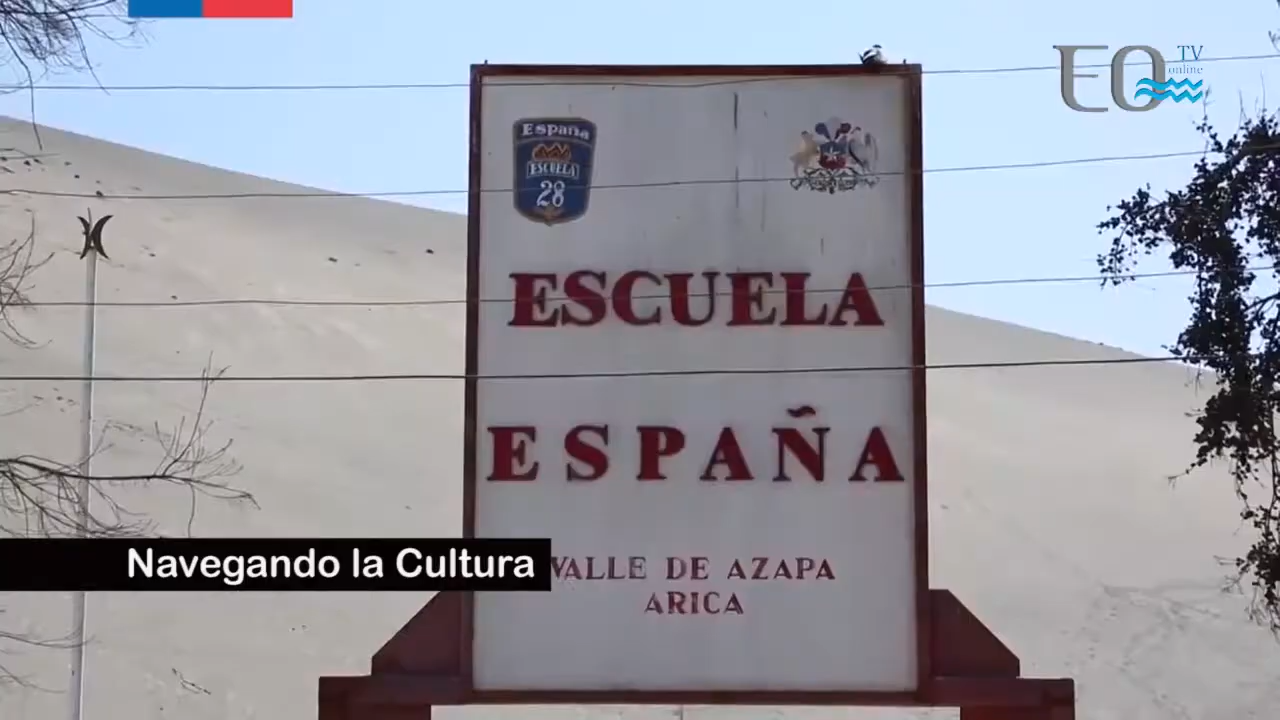 EO TV
online
España
ESCUELA
28
ESCUELA
ESPAÑA
VALLE DE AZAPA
ARICA
Navegando la Cultura